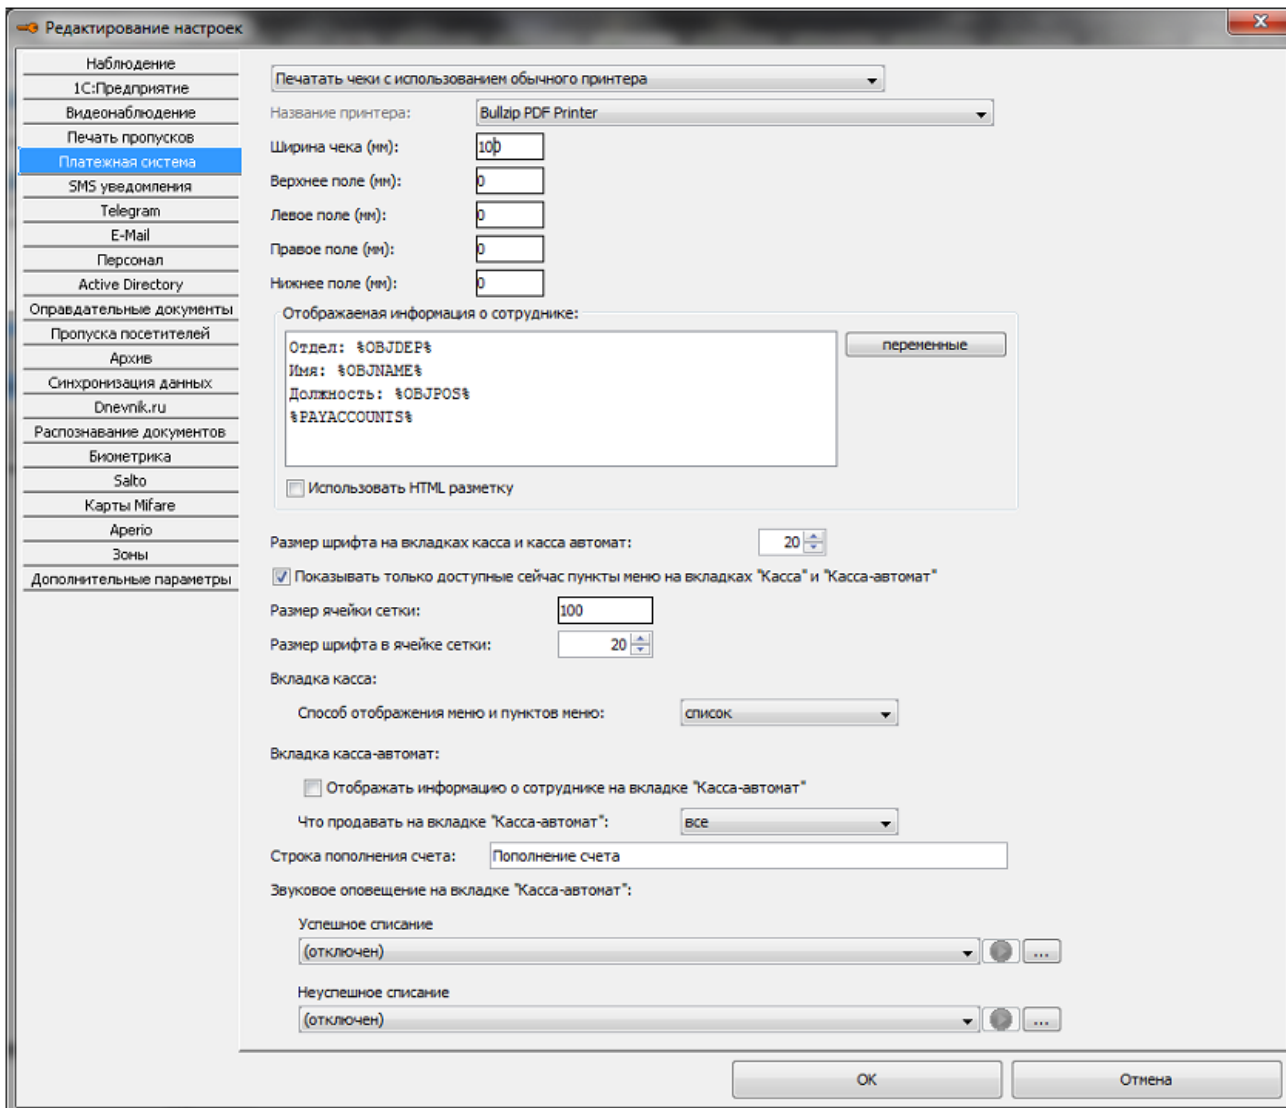 Редактирование настроек
Наблюдение
1С:Предприятие
Видеонаблюдение
Печать пропусков
Платежная система
SMS уведомления
Telegram
E-Mail
Персонал
Active Directory
Оправдательные документы
Пропуска посетителей
Архив
Синхронизация данных
Dnevnik.ru
Распознавание документов
Биометрика
Salto
Карты Mifare
Aperio
Зоны
Дополнительные параметры
Печатать чеки с использованием обычного принтера
Название принтера: Bullzip PDF Printer
Ширина чека (мм): 100
Верхнее поле (мм): 0
Левое поле (мм): 0
Правое поле (мм): 0
Нижнее поле (мм): 0
Отображаемая информация о сотруднике:
Отдел: %OBJDEP%
Имя: %OBJNAME%
Должность: %OBJPOS%
%PAYACCOUNTS%
переменные
Использовать HTML разметку
Размер шрифта на вкладках касса и касса автомат: 20
Показывать только доступные сейчас пункты меню на вкладках "Касса" и "Касса-автомат"
Размер ячейки сетки: 100
Размер шрифта в ячейке сетки: 20
Вкладка касса:
Способ отображения меню и пунктов меню: список
Вкладка касса-автомат:
Отображать информацию о сотруднике на вкладке "Касса-автомат"
Что продавать на вкладке "Касса-автомат": все
Строка пополнения счета: Пополнение счета
Звуковое оповещение на вкладке "Касса-автомат":
Успешное списание
(отключен) ...
Неуспешное списание
(отключен) ...
ОК Отмена